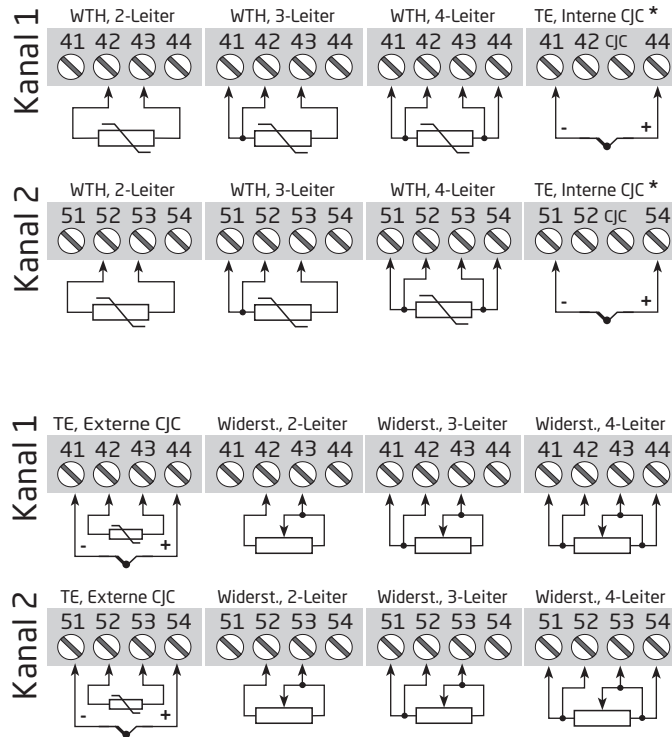 Kanal 1
WTH, 2-Leiter WTH, 3-Leiter WTH, 4-Leiter TE, Interne CJC *
41 42 43 44 41 42 43 44 41 42 43 44 41 42 CJC 44
- +
Kanal 2
WTH, 2-Leiter WTH, 3-Leiter WTH, 4-Leiter TE, Interne CJC *
51 52 53 54 51 52 53 54 51 52 53 54 51 52 CJC 54
- +
Kanal 1
TE, Externe CJC Widerst., 2-Leiter Widerst., 3-Leiter Widerst., 4-Leiter
41 42 43 44 41 42 43 44 41 42 43 44 41 42 43 44
- +
Kanal 2
TE, Externe CJC Widerst., 2-Leiter Widerst., 3-Leiter Widerst., 4-Leiter
51 52 53 54 51 52 53 54 51 52 53 54 51 52 53 54
- +